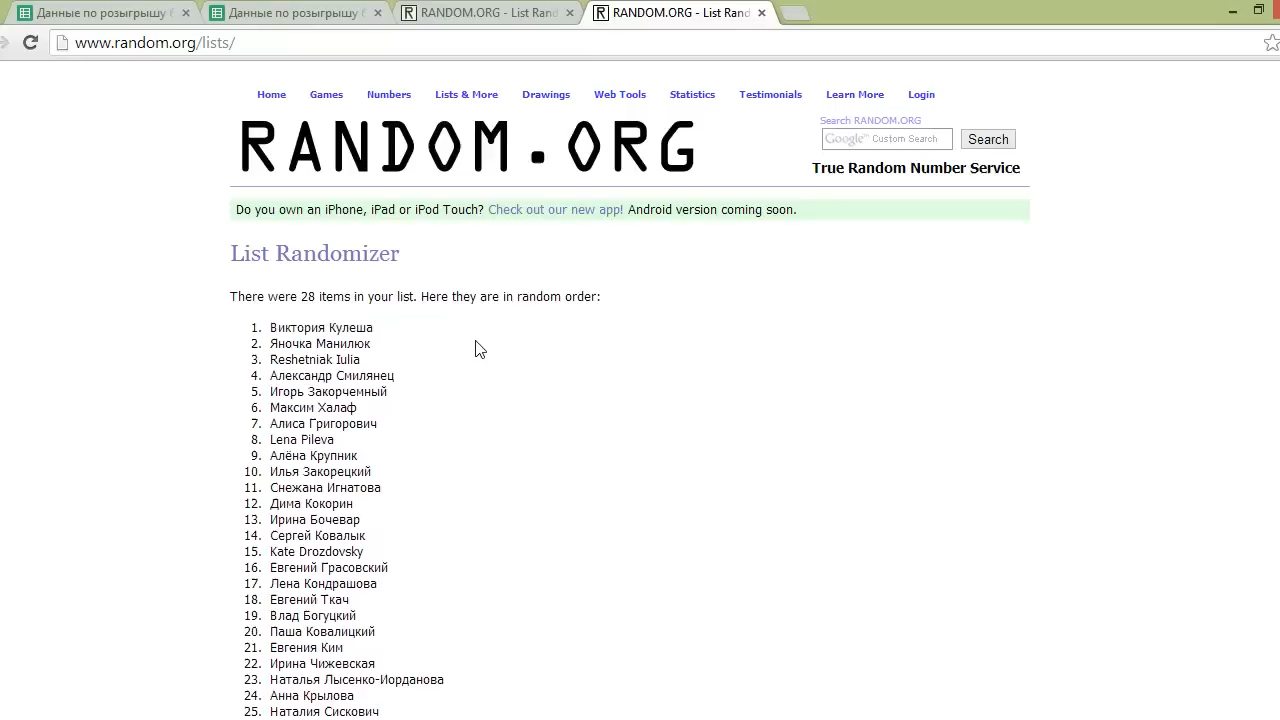 Данные по розыгрышу
Данные по розыгрышу
RANDOM.ORG - List Rand
RANDOM.ORG - List Rand
www.random.org/lists/
Home Games Numbers Lists & More Drawings Web Tools Statistics Testimonials Learn More Login
Search RANDOM.ORG
RANDOM.ORG
Google™ Custom Search Search
True Random Number Service
Do you own an iPhone, iPad or iPod Touch? Check out our new app! Android version coming soon.
List Randomizer
There were 28 items in your list. Here they are in random order:
1. Виктория Кулеша
2. Яночка Манилюк
3. Reshetniak Iulia
4. Александр Смилянец
5. Игорь Закорчемный
6. Максим Халаф
7. Алиса Григорович
8. Lena Pileva
9. Алёна Крупник
10. Илья Закорецкий
11. Снежана Игнатова
12. Дима Кокорин
13. Ирина Бочевар
14. Сергей Ковалык
15. Kate Drozdovsky
16. Евгений Грасовский
17. Лена Кондрашова
18. Евгений Ткач
19. Влад Богуцкий
20. Паша Ковалицкий
21. Евгения Ким
22. Ирина Чижевская
23. Наталья Лысенко-Иорданова
24. Анна Крылова
25. Наталия Сискович